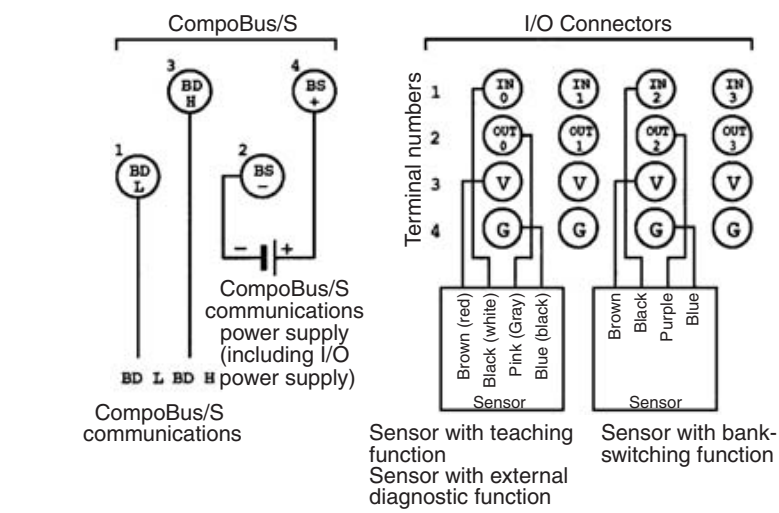 CompoBus/S
3
BD
H
4
BS
+
1
BD
L
2
BS
−
− +
CompoBus/S
communications
power supply
(including I/O
power supply)
BD L BD H
CompoBus/S
communications
I/O Connectors
Terminal numbers
1
IN
0
IN
1
IN
2
IN
3
2
OUT
0
OUT
1
OUT
2
OUT
3
3
V
V
V
V
4
G
G
G
G
Brown (red)
Black (white)
Pink (Gray)
Blue (black)
Sensor
Brown
Black
Purple
Blue
Sensor
Sensor with teaching
function
Sensor with external
diagnostic function
Sensor with bank-
switching function